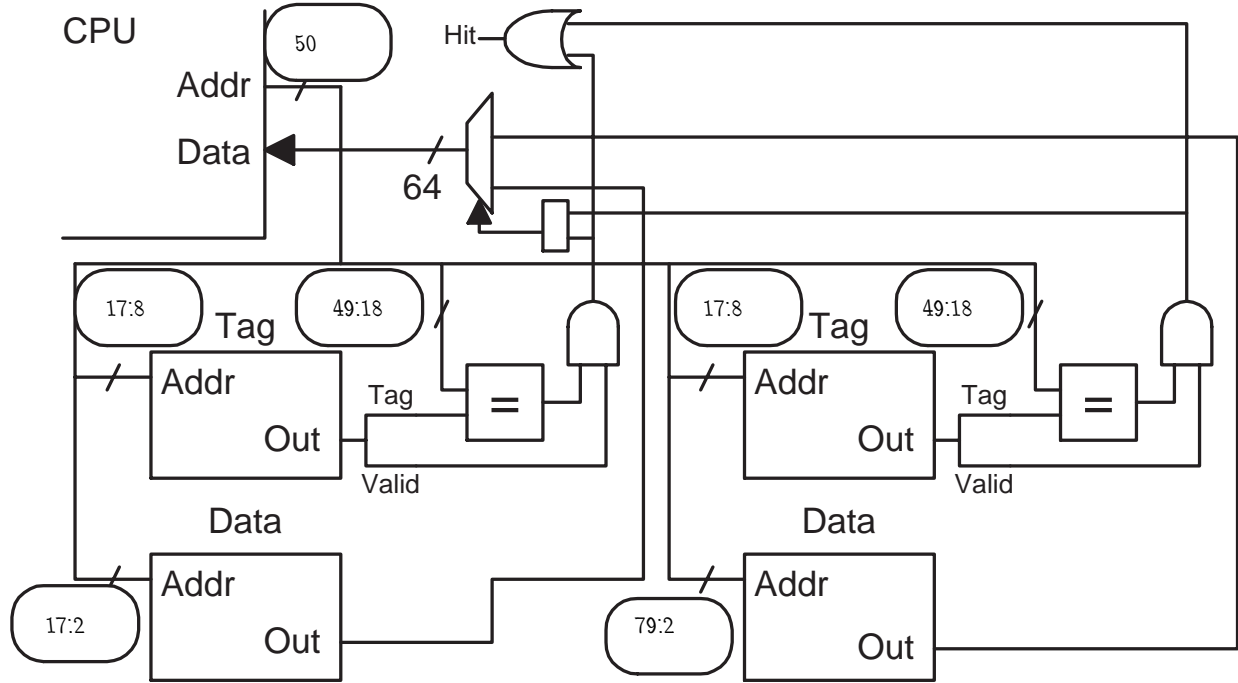 CPU
50
Hit
Addr
Data
64
17:8
49:18
17:8
49:18
Tag
Tag
Addr
Tag
=
Addr
Tag
=
Out
Out
Valid
Valid
Data
Data
Addr
Addr
17:2
79:2
Out
Out